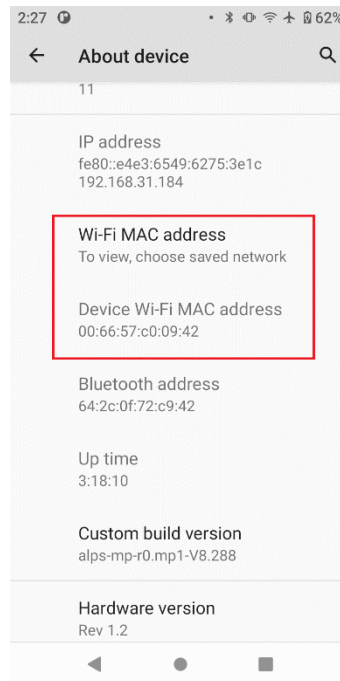 2:27 62%
About device
11
IP address
fe80::e4e3:6549:6275:3e1c
192.168.31.184
Wi-Fi MAC address
To view, choose saved network
Device Wi-Fi MAC address
00:66:57:c0:09:42
Bluetooth address
64:2c:0f:72:c9:42
Up time
3:18:10
Custom build version
alps-mp-r0.mp1-V8.288
Hardware version
Rev 1.2